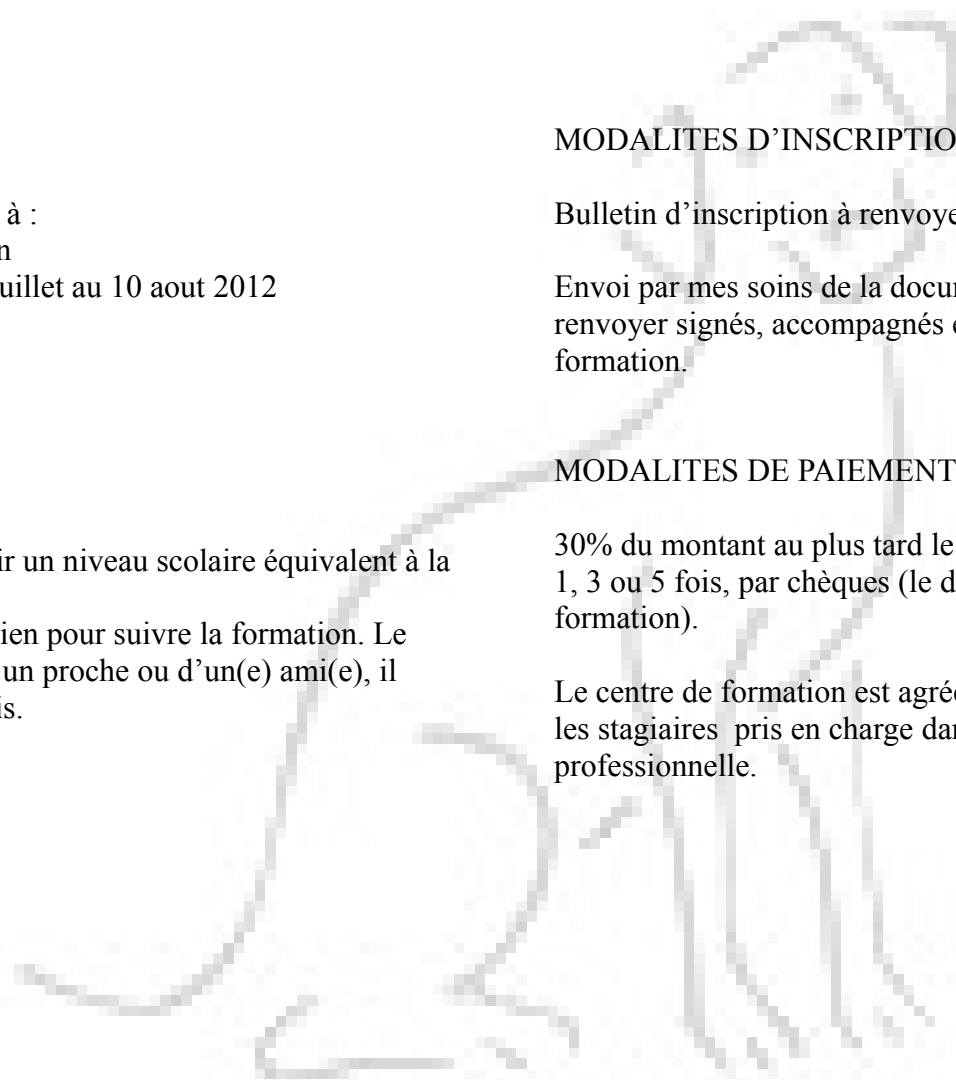 à :
n
uillet au 10 aout 2012
ir un niveau scolaire équivalent à la
ien pour suivre la formation. Le
un proche ou d’un(e) ami(e), il
is.
MODALITES D’INSCRIPTIO
Bulletin d’inscription à renvoye
Envoi par mes soins de la docu
renvoyer signés, accompagnés e
formation.
MODALITES DE PAIEMENT
30% du montant au plus tard le
1, 3 ou 5 fois, par chèques (le d
formation).
Le centre de formation est agréé
les stagiaires  pris en charge dan
professionnelle.